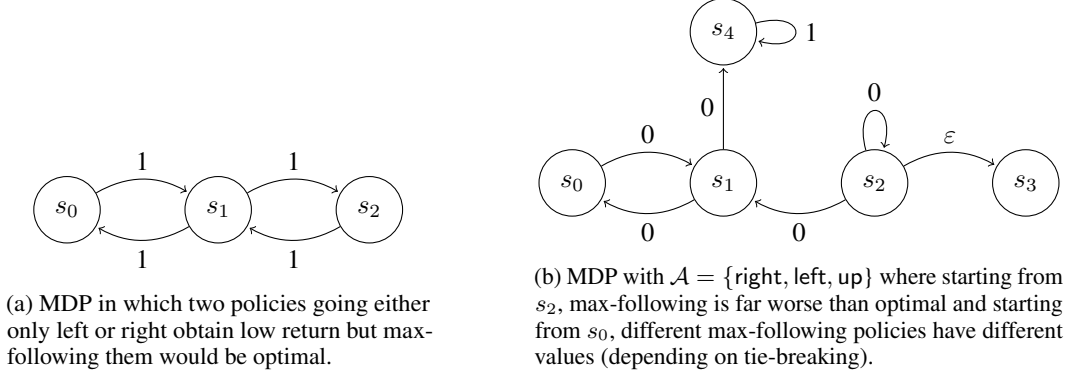 s₀
1
s₁
1
s₂
1
1
(a) MDP in which two policies going either
only left or right obtain low return but max-
following them would be optimal.
s₄
1
0
0
0
ε
s₀
s₁
s₂
s₃
0
0
(b) MDP with 𝒜 = {right, left, up} where starting from
s₂, max-following is far worse than optimal and starting
from s₀, different max-following policies have different
values (depending on tie-breaking).